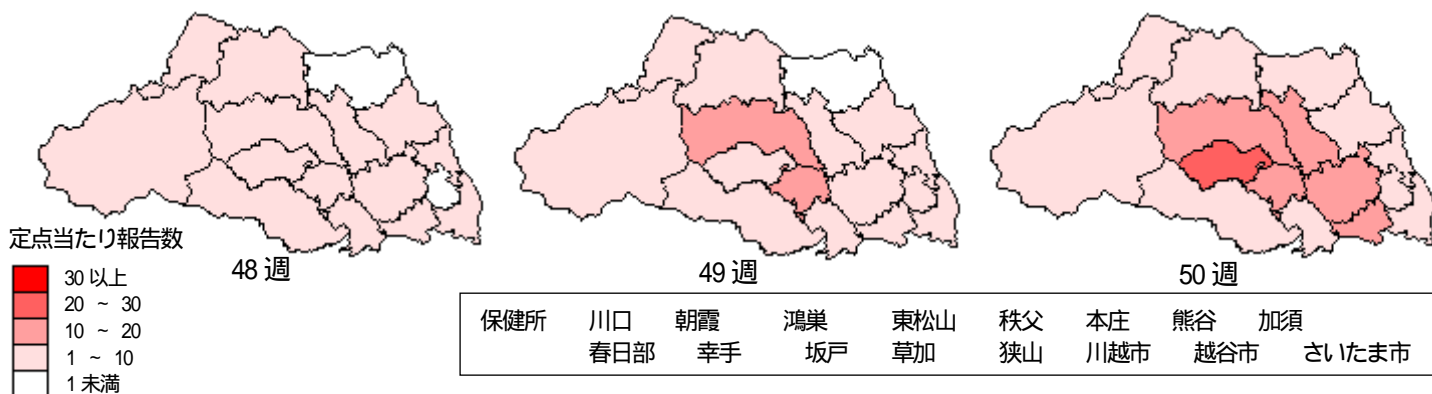 48 週
49 週
50 週
定点当たり報告数
30 以上
20 ~ 30
10 ~ 20
1 ~ 10
1 未満
保健所 川口 朝霞 鴻巣 東松山 秩父 本庄 熊谷 加須
春日部 幸手 坂戸 草加 狭山 川越市 越谷市 さいたま市